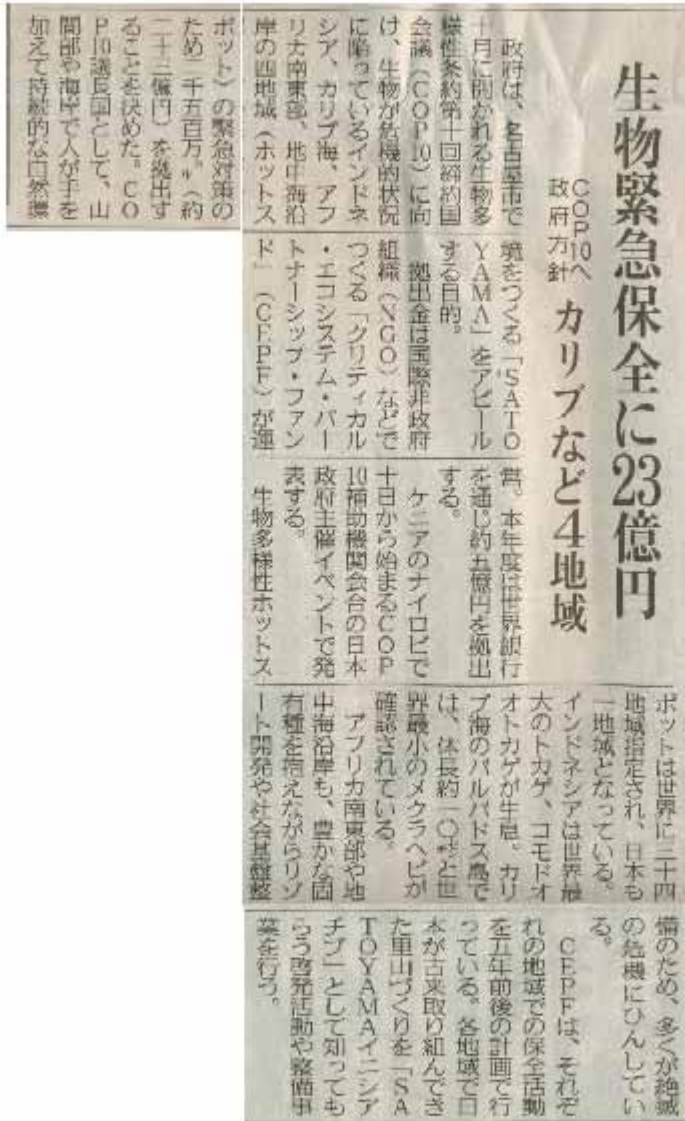 生物緊急保全に23億円
COP10へ
政府方針
カリブなど4地域
政府は、名古屋市で
十月に開かれる生物多
様性条約第十回締約国
会議(COP10)に向
け、生物が危機的状況
に陥っているインドネ
シア、カリブ海、アフ
リカ南東部、地中海沿
岸の四地域(ホットス
ポット)の緊急対策の
ため二千五百万㌦(約
二十三億円)を拠出す
ることを決めた。CO
P10議長国として、山
間部や海岸で人が手を
加えて持続的な自然環
境をつくる「SATO
YAMA」をアピール
する目的。
拠出金は国際非政府
組織(NGO)などで
つくる「クリティカル
・エコシステム・パー
トナーシップ・ファン
ド」(CEPF)が運
営。本年度は世界銀行
を通じ約五億円を拠出
する。
ケニアのナイロビで
十日から始まるCOP
10補助機関会合の日本
政府主催イベントで発
表する。
生物多様性ホットス
ポットは世界に三十四
地域指定され、日本も
一地域となっている。
インドネシアは世界最
大のトカゲ、コモドオ
オトカゲが生息。カリ
ブ海のバルバドス島で
は、体長約一〇㌢と世
界最小のメクラヘビが
確認されている。
アフリカ南東部や地
中海沿岸も、豊かな固
有種を抱えながらリゾ
ート開発や社会基盤整
備のため、多くが絶滅
の危機にひんしてい
る。
CEPFは、それぞ
れの地域での保全活動
を五年前後の計画で行
っている。各地域で日
本が古来取り組んでき
た里山づくりを「SA
TOYAMAイニシア
チブ」として知っても
らう啓発活動や整備事
業を行う。